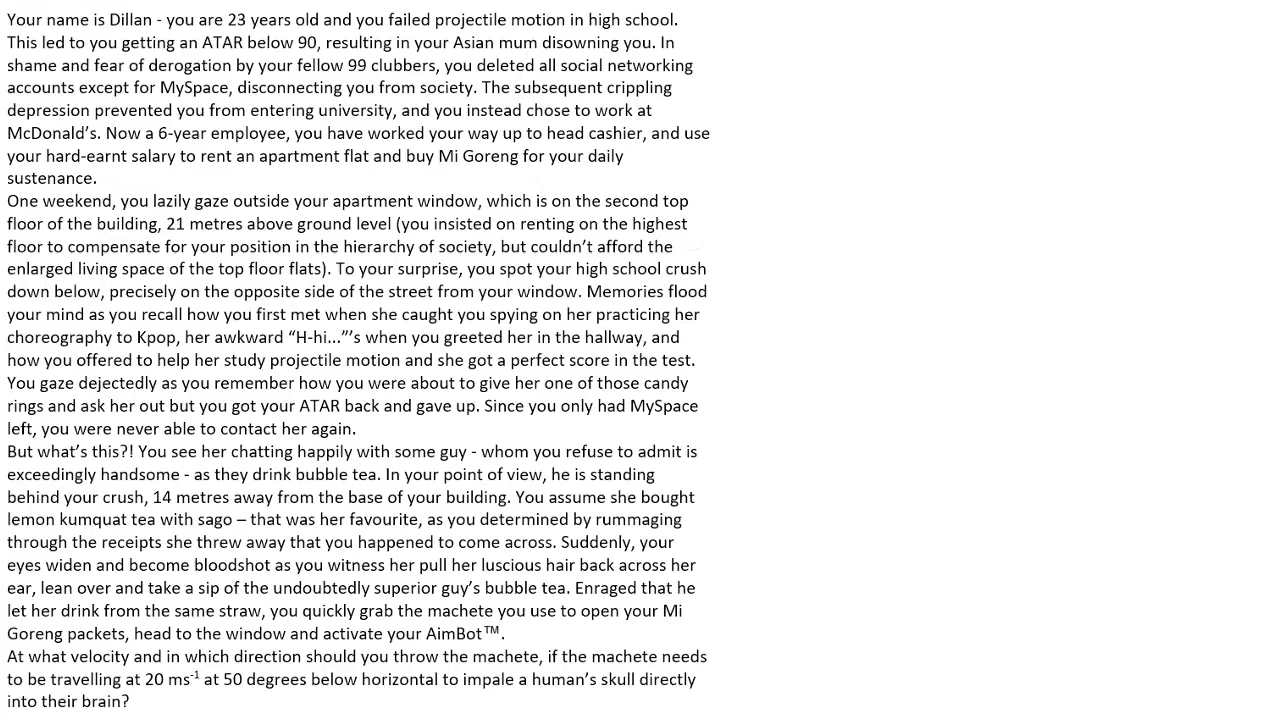 Your name is Dillan - you are 23 years old and you failed projectile motion in high school.
This led to you getting an ATAR below 90, resulting in your Asian mum disowning you. In
shame and fear of derogation by your fellow 99 clubbers, you deleted all social networking
accounts except for MySpace, disconnecting you from society. The subsequent crippling
depression prevented you from entering university, and you instead chose to work at
McDonald's. Now a 6-year employee, you have worked your way up to head cashier, and use
your hard-earnt salary to rent an apartment flat and buy Mi Goreng for your daily
sustenance.
One weekend, you lazily gaze outside your apartment window, which is on the second top
floor of the building, 21 metres above ground level (you insisted on renting on the highest
floor to compensate for your position in the hierarchy of society, but couldn't afford the
enlarged living space of the top floor flats). To your surprise, you spot your high school crush
down below, precisely on the opposite side of the street from your window. Memories flood
your mind as you recall how you first met when she caught you spying on her practicing her
choreography to Kpop, her awkward “H-hi...”'s when you greeted her in the hallway, and
how you offered to help her study projectile motion and she got a perfect score in the test.
You gaze dejectedly as you remember how you were about to give her one of those candy
rings and ask her out but you got your ATAR back and gave up. Since you only had MySpace
left, you were never able to contact her again.
But what's this?! You see her chatting happily with some guy - whom you refuse to admit is
exceedingly handsome - as they drink bubble tea. In your point of view, he is standing
behind your crush, 14 metres away from the base of your building. You assume she bought
lemon kumquat tea with sago – that was her favourite, as you determined by rummaging
through the receipts she threw away that you happened to come across. Suddenly, your
eyes widen and become bloodshot as you witness her pull her luscious hair back across her
ear, lean over and take a sip of the undoubtedly superior guy's bubble tea. Enraged that he
let her drink from the same straw, you quickly grab the machete you use to open your Mi
Goreng packets, head to the window and activate your AimBot™.
At what velocity and in which direction should you throw the machete, if the machete needs
to be travelling at 20 ms⁻¹ at 50 degrees below horizontal to impale a human's skull directly
into their brain?